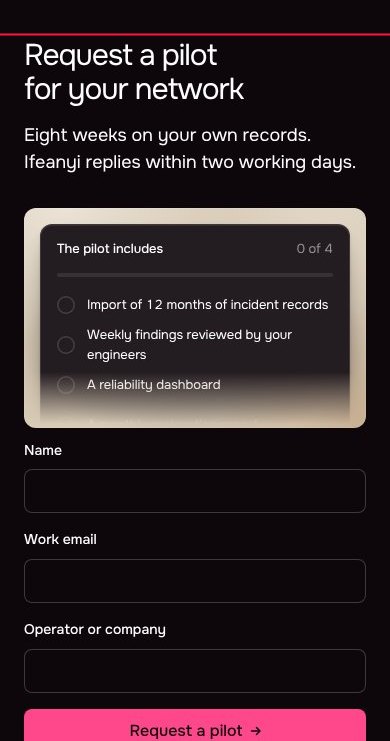 Request a pilot
for your network
Eight weeks on your own records.
Ifeanyi replies within two working days.
The pilot includes
0 of 4
Import of 12 months of incident records
Weekly findings reviewed by your
engineers
A reliability dashboard
Name
Work email
Operator or company
Request a pilot →